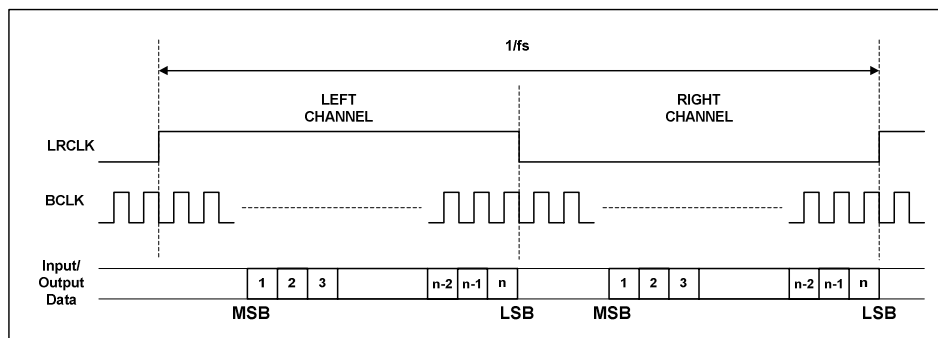 1/fs
LEFT
CHANNEL
RIGHT
CHANNEL
LRCLK
BCLK
Input/
Output
Data
1 2 3 n-2 n-1 n 1 2 3 n-2 n-1 n
MSB LSB MSB LSB